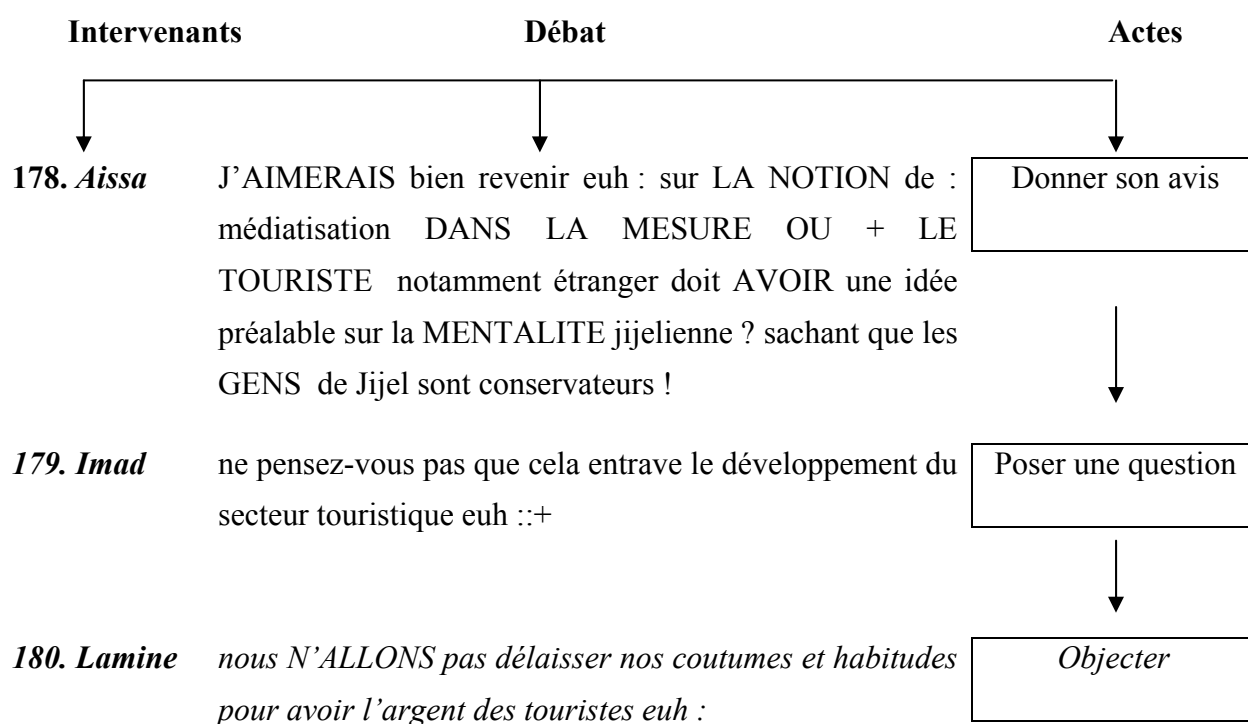 Intervenants Débat Actes
178. Aissa J’AIMERAIS bien revenir euh : sur LA NOTION de : Donner son avis
médiatisation DANS LA MESURE OU + LE
TOURISTE notamment étranger doit AVOIR une idée
préalable sur la MENTALITE jijelienne ? sachant que les
GENS de Jijel sont conservateurs !
179. Imad ne pensez-vous pas que cela entrave le développement du Poser une question
secteur touristique euh ::+
180. Lamine nous N’ALLONS pas délaisser nos coutumes et habitudes Objecter
pour avoir l’argent des touristes euh :